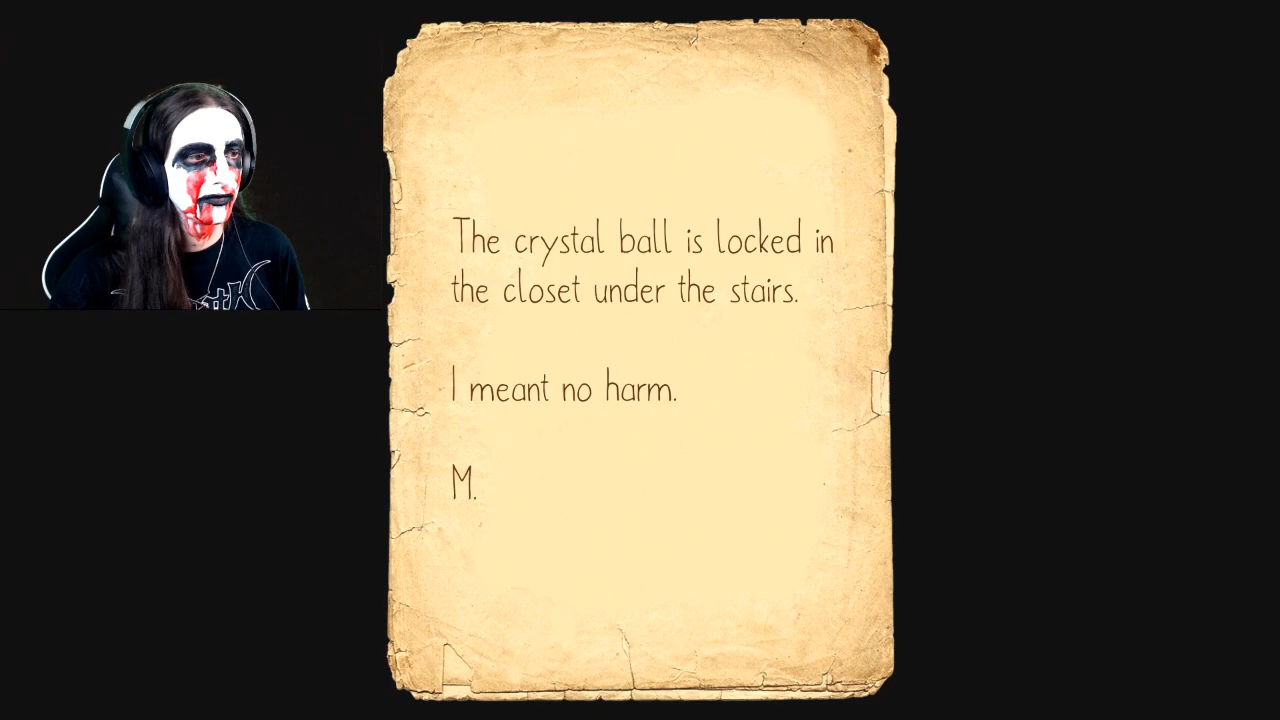 The crystal ball is locked in
the closet under the stairs.
I meant no harm.
M.